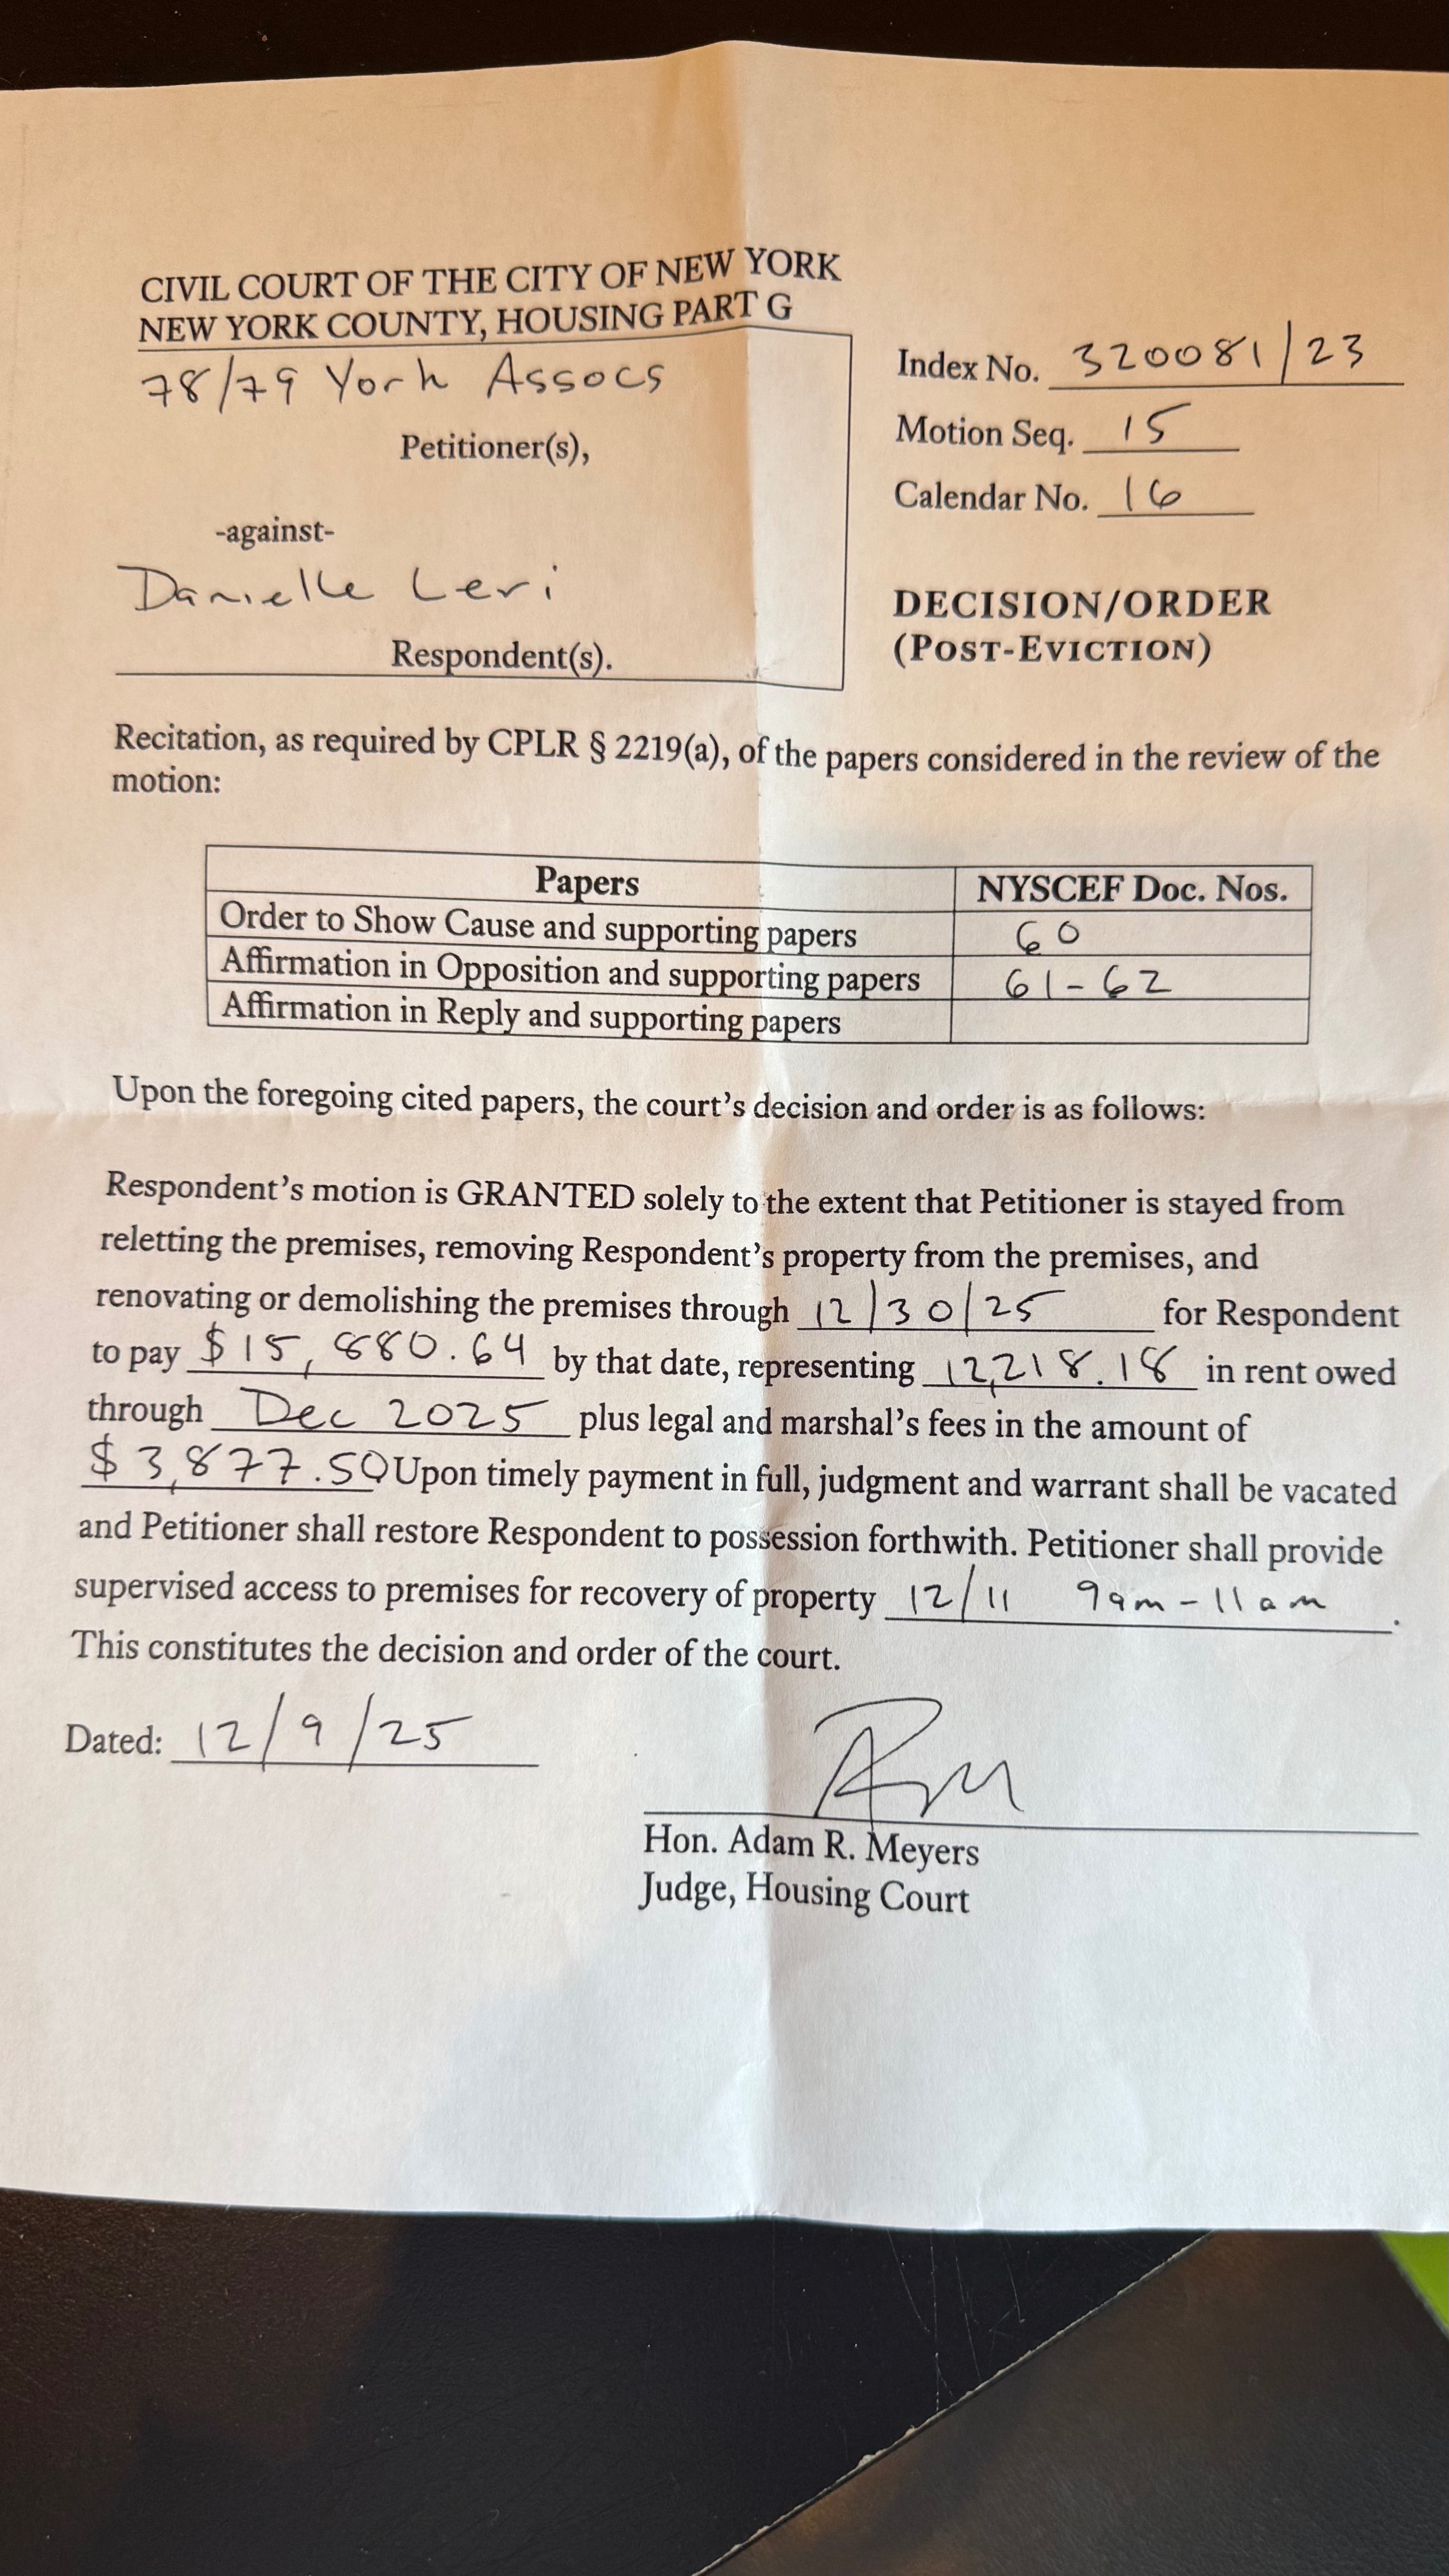 CIVIL COURT OF THE CITY OF NEW YORK
NEW YORK COUNTY, HOUSING PART G
78/79 York Assocs
Petitioner(s),
-against-
Danielle Levi
Respondent(s).
Index No. 320081/23
Motion Seq. 15
Calendar No. 16
DECISION/ORDER
(POST-EVICTION)
Recitation, as required by CPLR § 2219(a), of the papers considered in the review of the
motion:
Papers NYSCEF Doc. Nos.
Order to Show Cause and supporting papers 60
Affirmation in Opposition and supporting papers 61-62
Affirmation in Reply and supporting papers
Upon the foregoing cited papers, the court's decision and order is as follows:
Respondent's motion is GRANTED solely to the extent that Petitioner is stayed from
reletting the premises, removing Respondent's property from the premises, and
renovating or demolishing the premises through 12/30/25 for Respondent
to pay $15,880.64 by that date, representing 12,218.18 in rent owed
through Dec 2025 plus legal and marshal's fees in the amount of
$3,877.50 Upon timely payment in full, judgment and warrant shall be vacated
and Petitioner shall restore Respondent to possession forthwith. Petitioner shall provide
supervised access to premises for recovery of property 12/11 9am-11am.
This constitutes the decision and order of the court.
Dated: 12/9/25
Hon. Adam R. Meyers
Judge, Housing Court